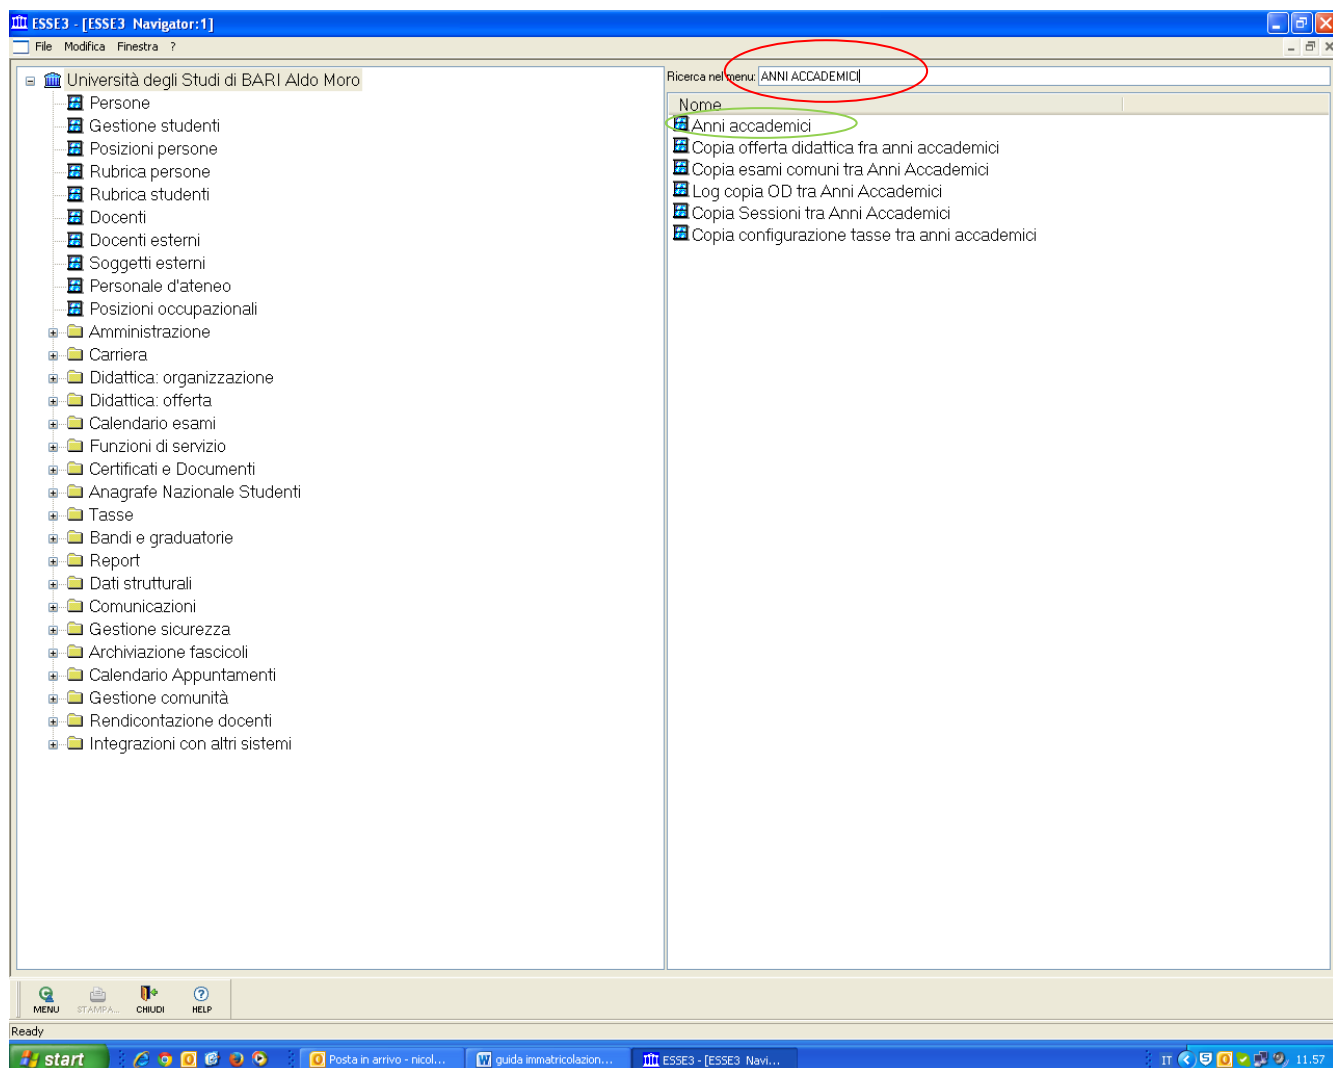 ESSE3 - [ESSE3 Navigator:1]
File Modifica Finestra ?
Università degli Studi di BARI Aldo Moro
Persone
Gestione studenti
Posizioni persone
Rubrica persone
Rubrica studenti
Docenti
Docenti esterni
Soggetti esterni
Personale d'ateneo
Posizioni occupazionali
Amministrazione
Carriera
Didattica: organizzazione
Didattica: offerta
Calendario esami
Funzioni di servizio
Certificati e Documenti
Anagrafe Nazionale Studenti
Tasse
Bandi e graduatorie
Report
Dati strutturali
Comunicazioni
Gestione sicurezza
Archiviazione fascicoli
Calendario Appuntamenti
Gestione comunità
Rendicontazione docenti
Integrazioni con altri sistemi
Ricerca nel menu: ANNI ACCADEMICI
Nome
Anni accademici
Copia offerta didattica fra anni accademici
Copia esami comuni tra Anni Accademici
Log copia OD tra Anni Accademici
Copia Sessioni tra Anni Accademici
Copia configurazione tasse tra anni accademici
MENU STAMPA... CHIUDI HELP
Ready
start Posta in arrivo - nicol... guida immatricolazion... ESSE3 - [ESSE3 Navi... IT 11.57